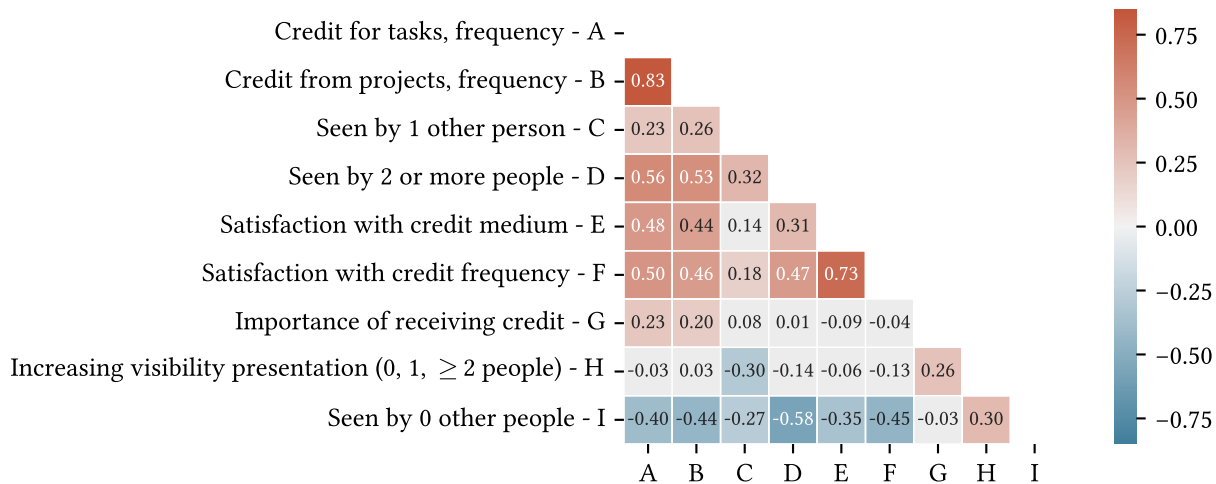 Credit for tasks, frequency - A
Credit from projects, frequency - B
0.83
Seen by 1 other person - C
0.23 0.26
Seen by 2 or more people - D
0.56 0.53 0.32
Satisfaction with credit medium - E
0.48 0.44 0.14 0.31
Satisfaction with credit frequency - F
0.50 0.46 0.18 0.47 0.73
Importance of receiving credit - G
0.23 0.20 0.08 0.01 -0.09 -0.04
Increasing visibility presentation (0, 1, ≥ 2 people) - H
-0.03 0.03 -0.30 -0.14 -0.06 -0.13 0.26
Seen by 0 other people - I
-0.40 -0.44 -0.27 -0.58 -0.35 -0.45 -0.03 0.30
A B C D E F G H I
0.75
0.50
0.25
0.00
−0.25
−0.50
−0.75